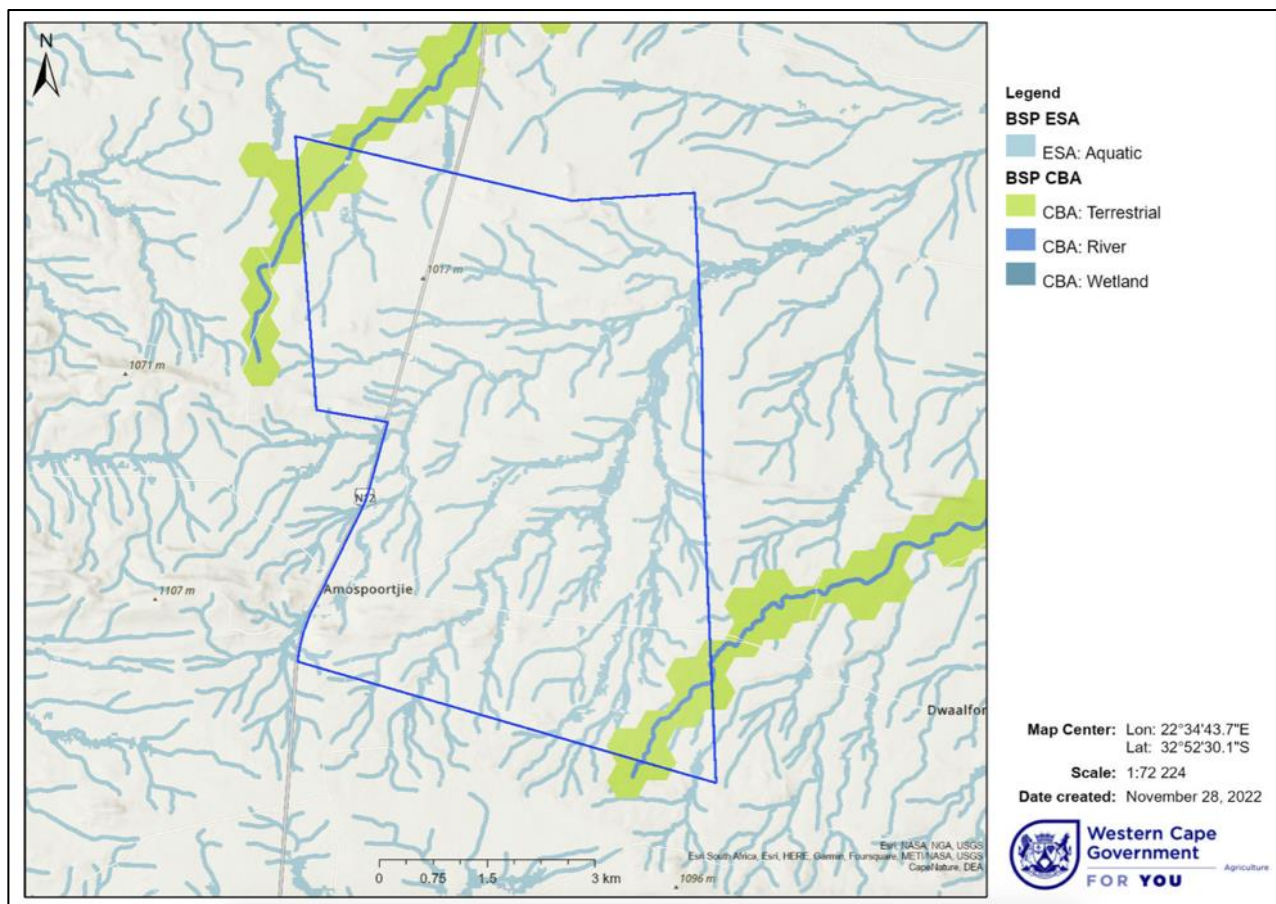 N
1017 m
1071 m
N12
Amospoortjie
1107 m
Dwaalfor
0 0.75 1.5 3 km
1096 m
Esri, NASA, NGA, USGS
Esri South Africa, Esri, HERE, Garmin, Foursquare, METI/NASA, USGS
CapeNature, DEA
Legend
BSP ESA
ESA: Aquatic
BSP CBA
CBA: Terrestrial
CBA: River
CBA: Wetland
Map Center: Lon: 22°34'43.7"E
Lat: 32°52'30.1"S
Scale: 1:72 224
Date created: November 28, 2022
Western Cape
Government
Agriculture
FOR YOU